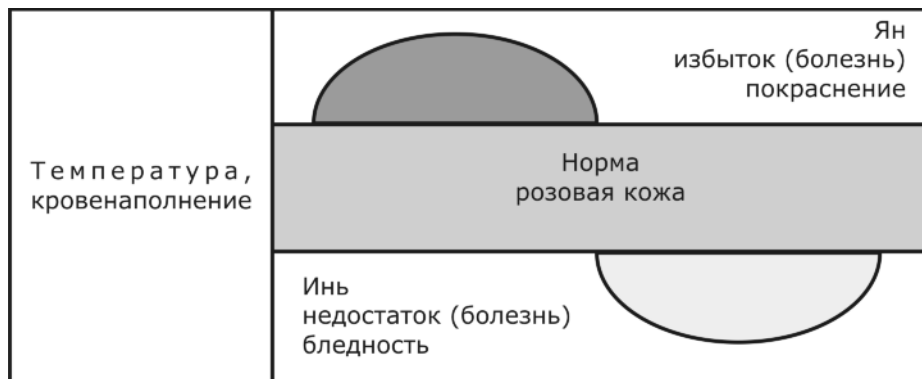 Температура,
кровенаполнение
Ян
избыток (болезнь)
покраснение
Норма
розовая кожа
Инь
недостаток (болезнь)
бледность